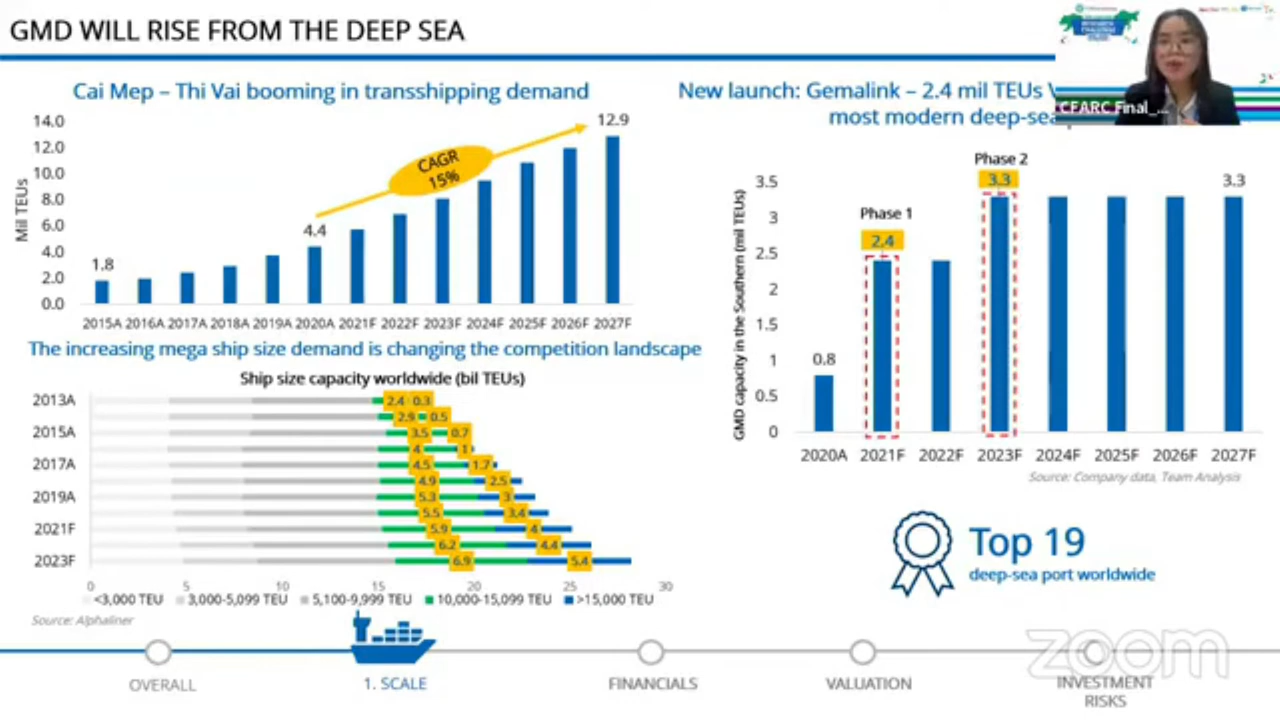 GMD WILL RISE FROM THE DEEP SEA
CFARC Final_...
Cai Mep – Thi Vai booming in transshipping demand
Mil TEUs
14.0
12.0
10.0
8.0
6.0
4.0
2.0
0.0
1.8
4.4
12.9
CAGR
15%
2015A 2016A 2017A 2018A 2019A 2020A 2021F 2022F 2023F 2024F 2025F 2026F 2027F
The increasing mega ship size demand is changing the competition landscape
Ship size capacity worldwide (bil TEUs)
2013A 2.4 0.3
2.9 0.5
2015A 3.5 0.7
4 1
2017A 4.5 1.7
4.9 2.5
2019A 5.3 3
5.5 3.4
2021F 5.9 4
6.2 4.4
2023F 6.9 5.4
0 5 10 15 20 25 30
<3,000 TEU 3,000-5,099 TEU 5,100-9,999 TEU 10,000-15,099 TEU >15,000 TEU
Source: Alphaliner
New launch: Gemalink – 2.4 mil TEUs
most modern deep-sea
GMD capacity in the Southern (mil TEUs)
3.5
3
2.5
2
1.5
1
0.5
0
0.8
Phase 1
2.4
Phase 2
3.3
3.3
2020A 2021F 2022F 2023F 2024F 2025F 2026F 2027F
Source: Company data, Team Analysis
Top 19
deep-sea port worldwide
zoom
OVERALL
1. SCALE
FINANCIALS
VALUATION
INVESTMENT
RISKS